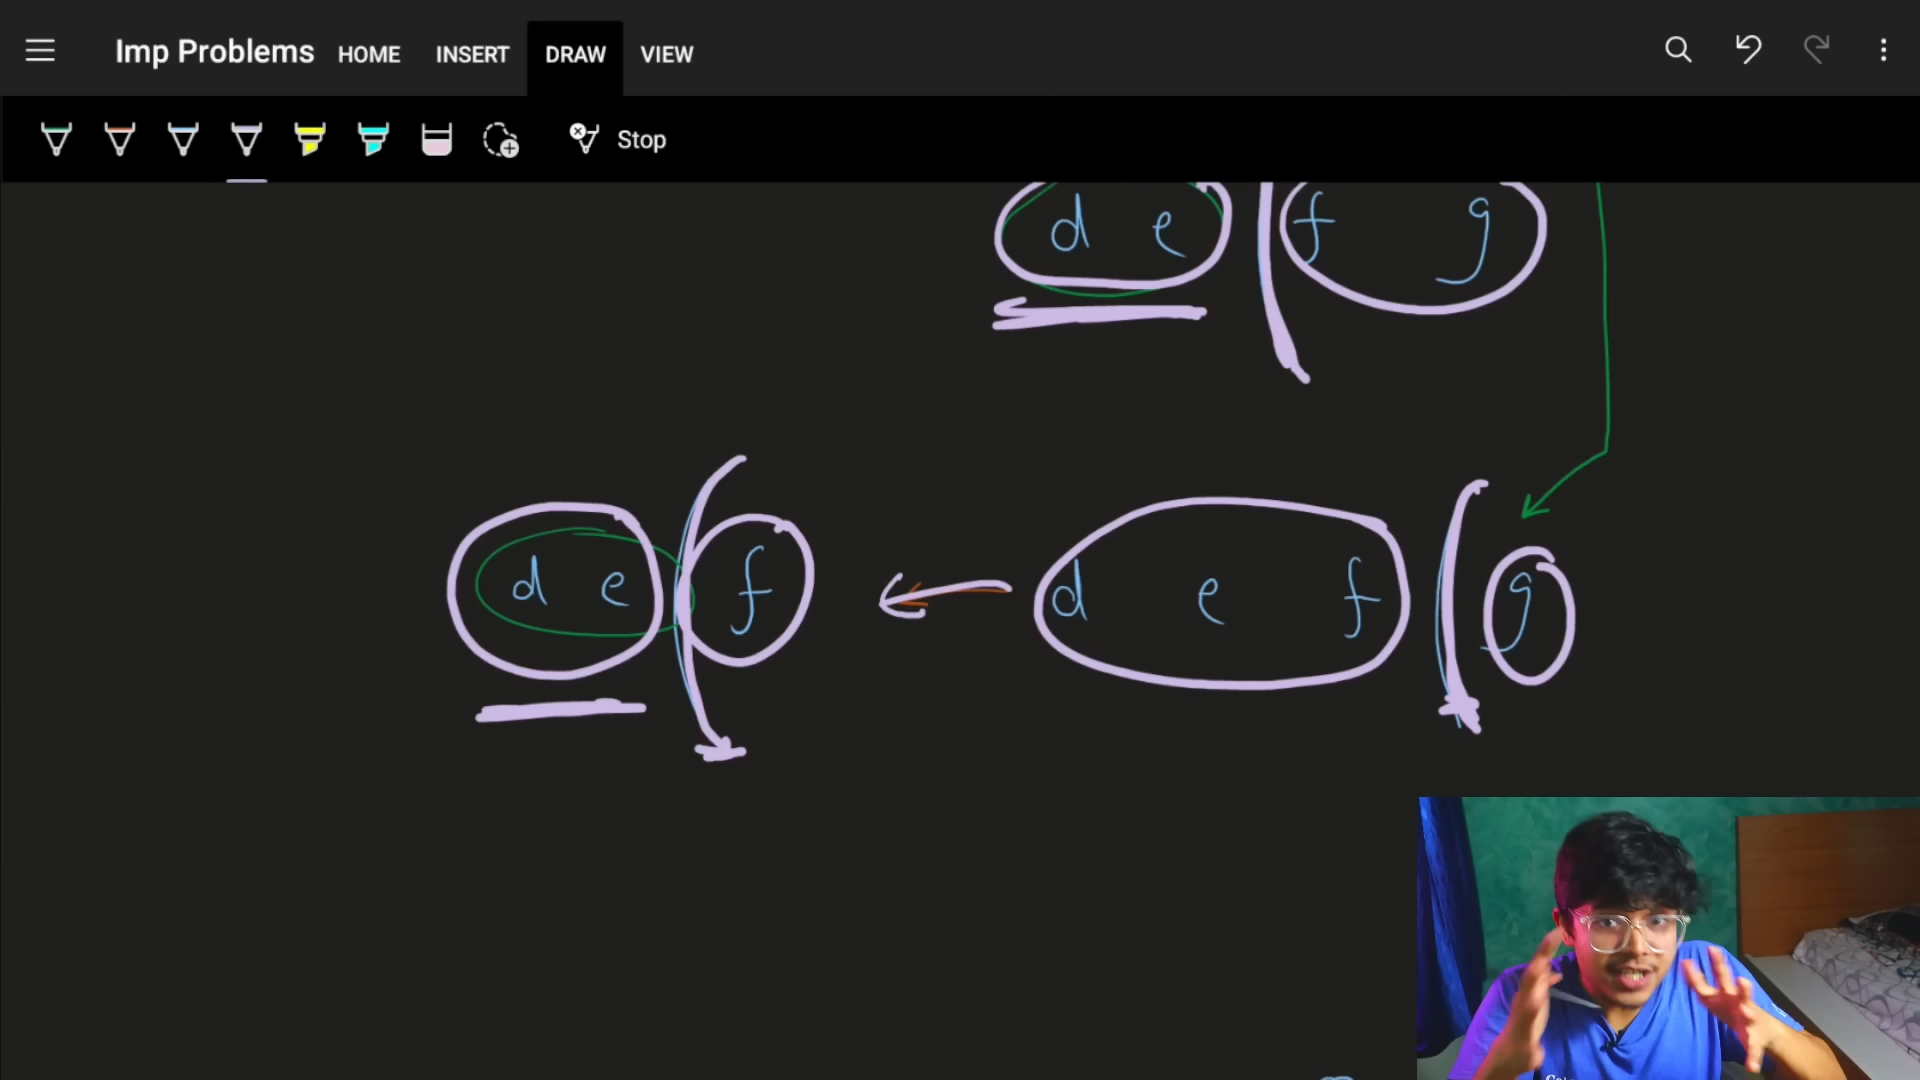 Imp Problems HOME INSERT DRAW VIEW
Stop
d e f g
d e f d e f g